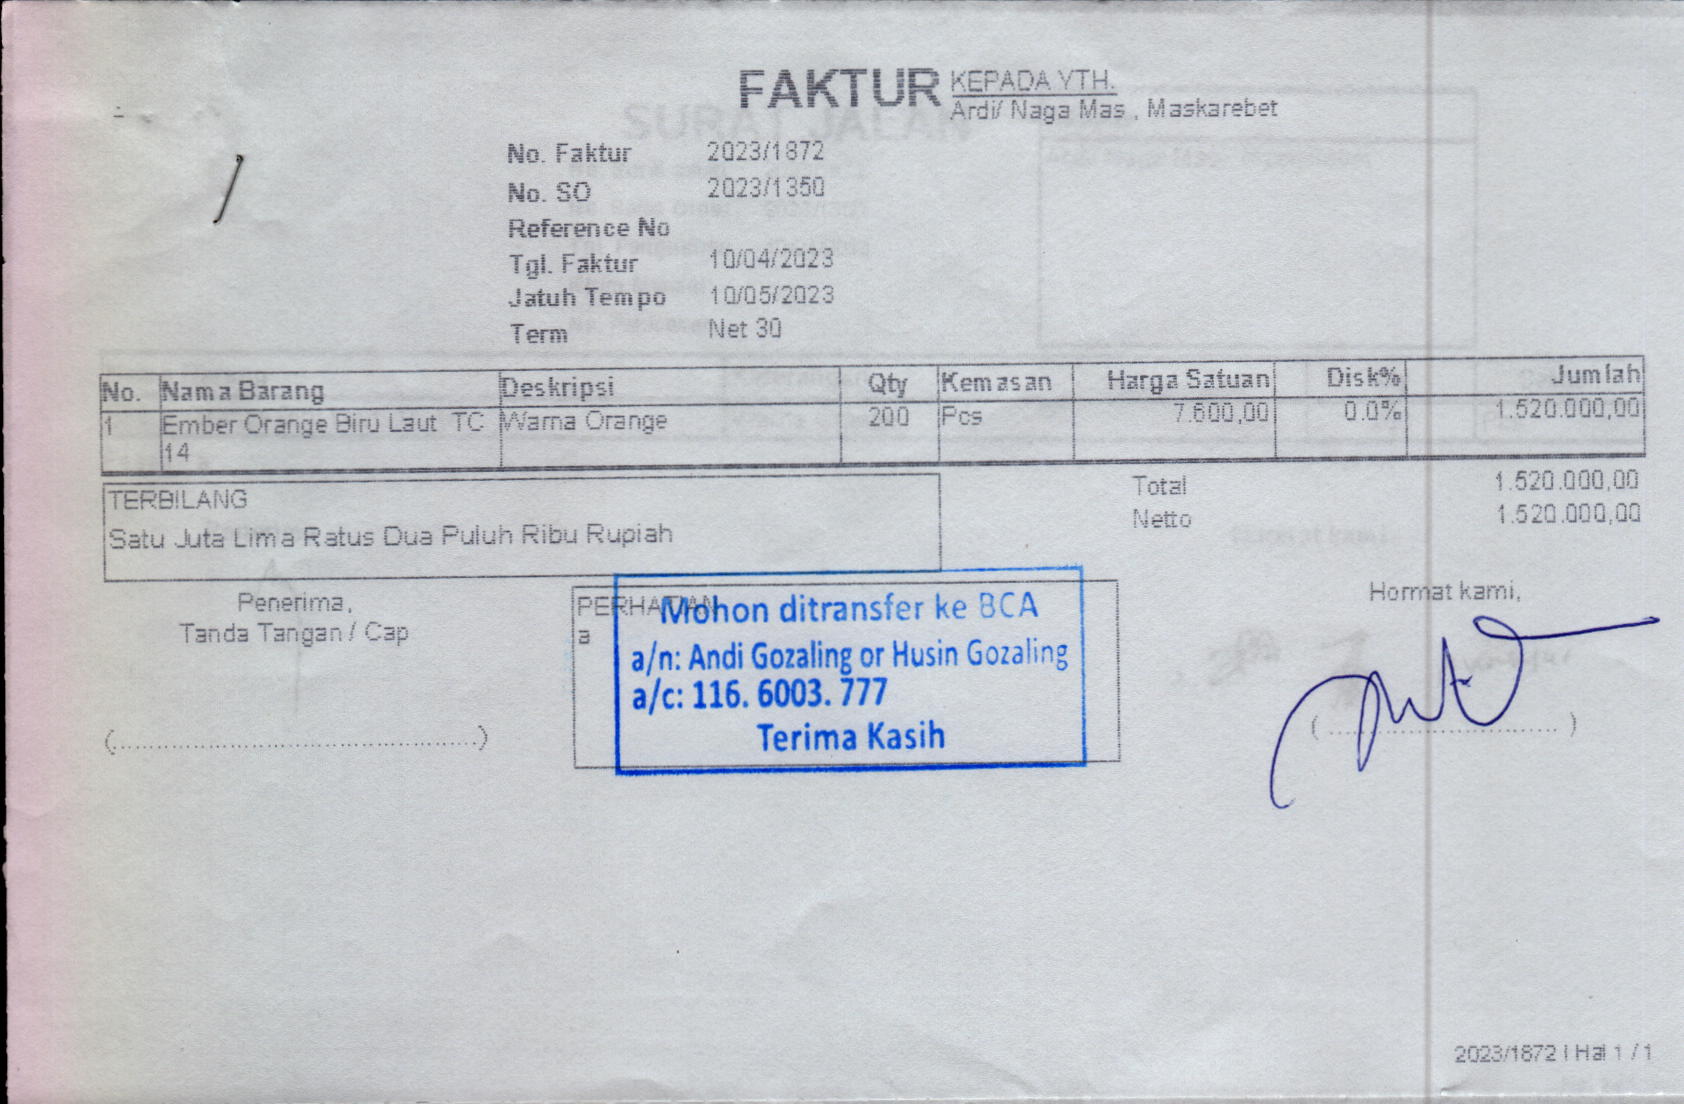 FAKTUR
KEPADA YTH.
Ardi/ Naga Mas , Maskarebet
No. Faktur 2023/1872
No. SO 2023/1350
Reference No
Tgl. Faktur 10/04/2023
Jatuh Tempo 10/05/2023
Term Net 30
No. Nama Barang Deskripsi Qty Kemasan Harga Satuan Disk% Jumlah
1 Ember Orange Biru Laut TC Warna Orange 200 Pcs 7.600,00 0.0% 1.520.000,00
14
TERBILANG
Satu Juta Lima Ratus Dua Puluh Ribu Rupiah
Total 1.520.000,00
Netto 1.520.000,00
Penerima,
Tanda Tangan / Cap
(............................................)
PERHATIAN
a
Mohon ditransfer ke BCA
a/n: Andi Gozaling or Husin Gozaling
a/c: 116. 6003. 777
Terima Kasih
Hormat kami,
(............................)
2023/1872 | Hal 1 / 1
SURAT JALAN